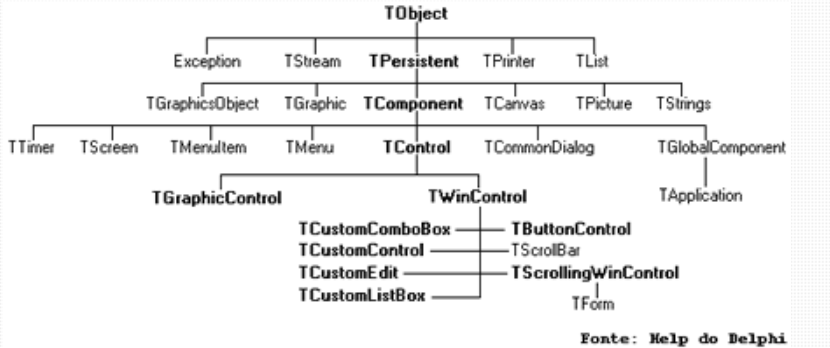 TObject
Exception TStream TPersistent TPrinter TList
TGraphicsObject TGraphic TComponent TCanvas TPicture TStrings
TTimer TScreen TMenuItem TMenu TControl TCommonDialog TGlobalComponent
TGraphicControl TWinControl TApplication
TCustomComboBox TButtonControl
TCustomControl TScrollBar
TCustomEdit TScrollingWinControl
TCustomListBox TForm
Fonte: Help do Delphi